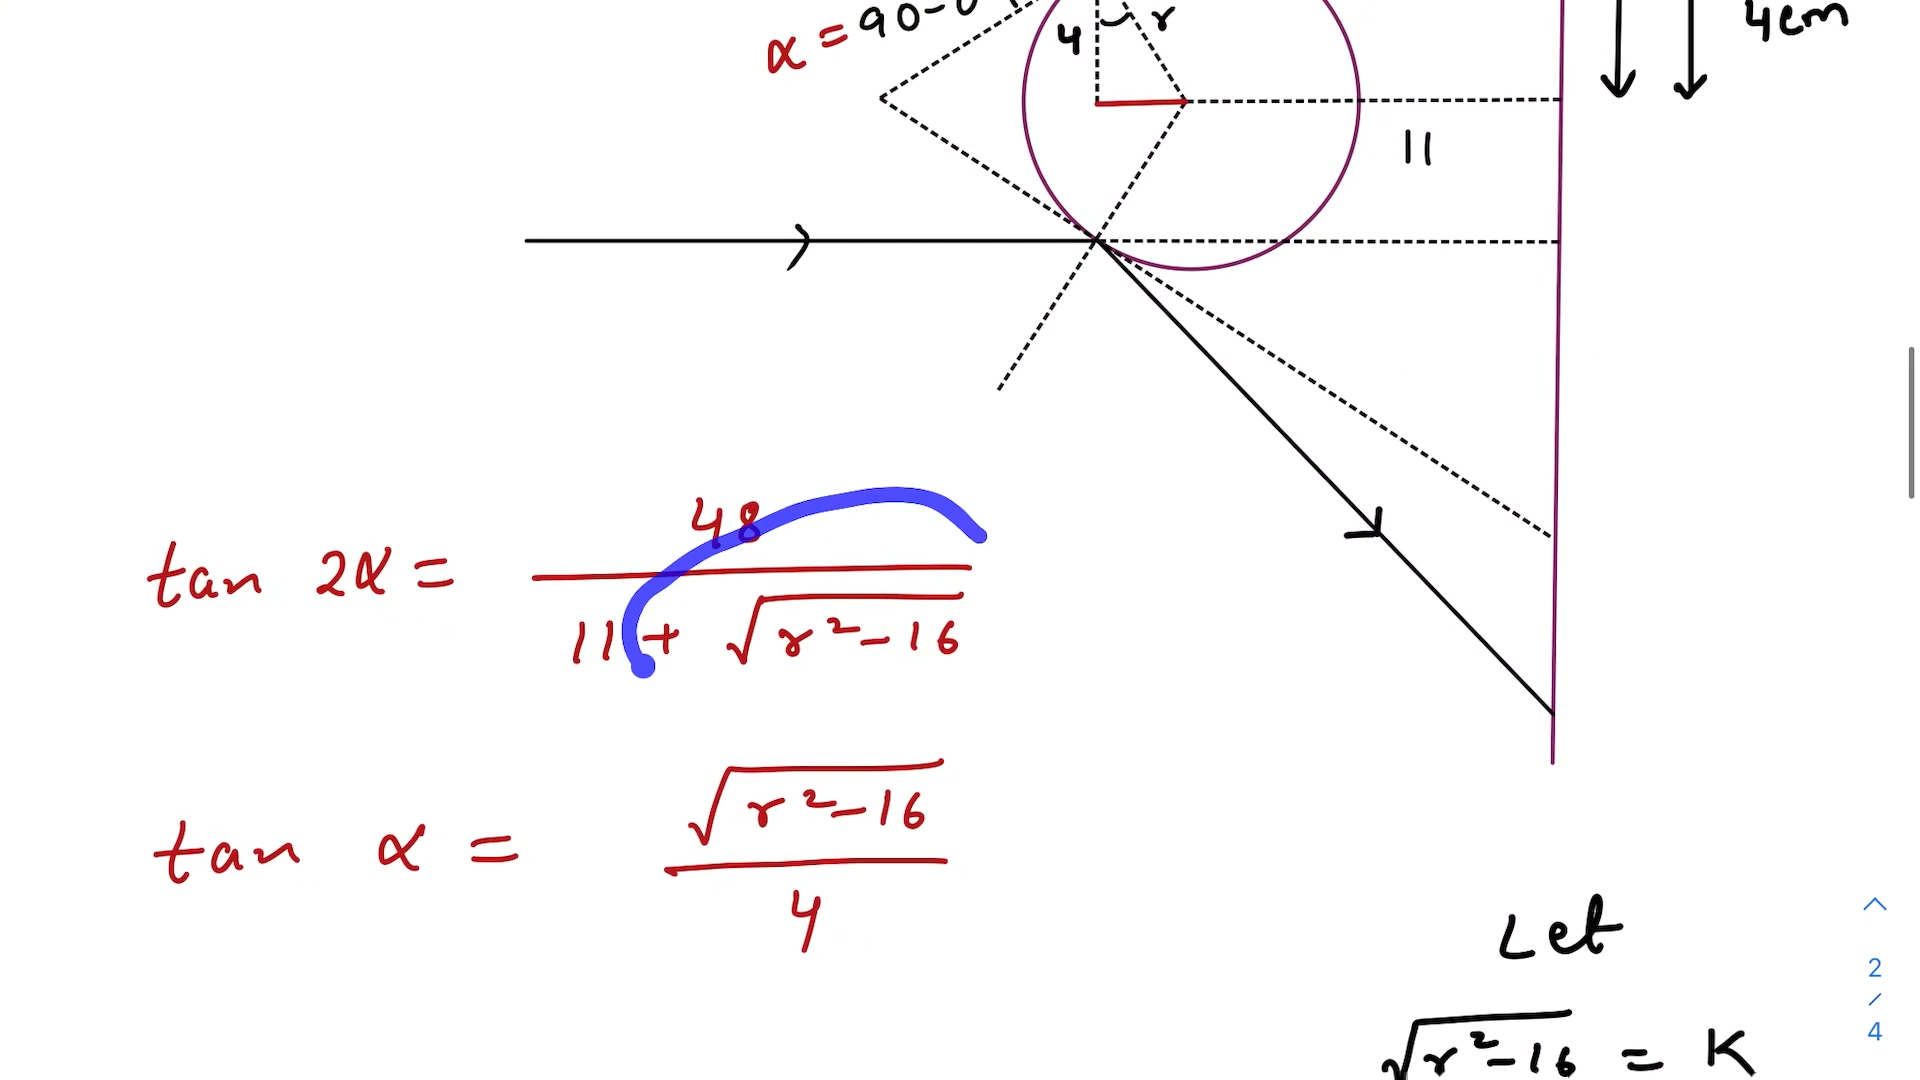 α = 90-θ
4
r
4cm
11
tan 2α = 48 / 11 + √r²-16
tan α = √r²-16 / 4
Let
√r²-16 = K
2
/
4